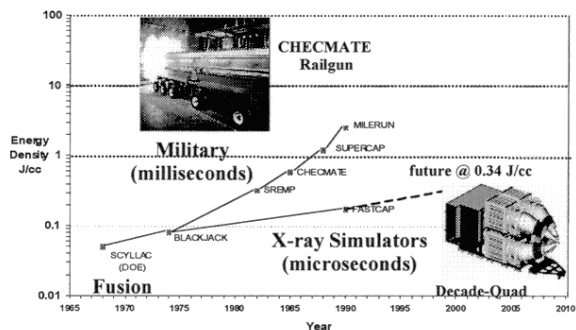 100
10
Energy
Density
J/cc
1
0.1
0.01
CHECMATE
Railgun
Military
(milliseconds)
MILERUN
SUPERCAP
CHECMATE
SREMP
future @ 0.34 J/cc
FASTCAP
BLACKJACK
SCYLLAC
(DOE)
Fusion
X-ray Simulators
(microseconds)
Decade-Quad
1965 1970 1975 1980 1985 1990 1995 2000 2005 2010
Year